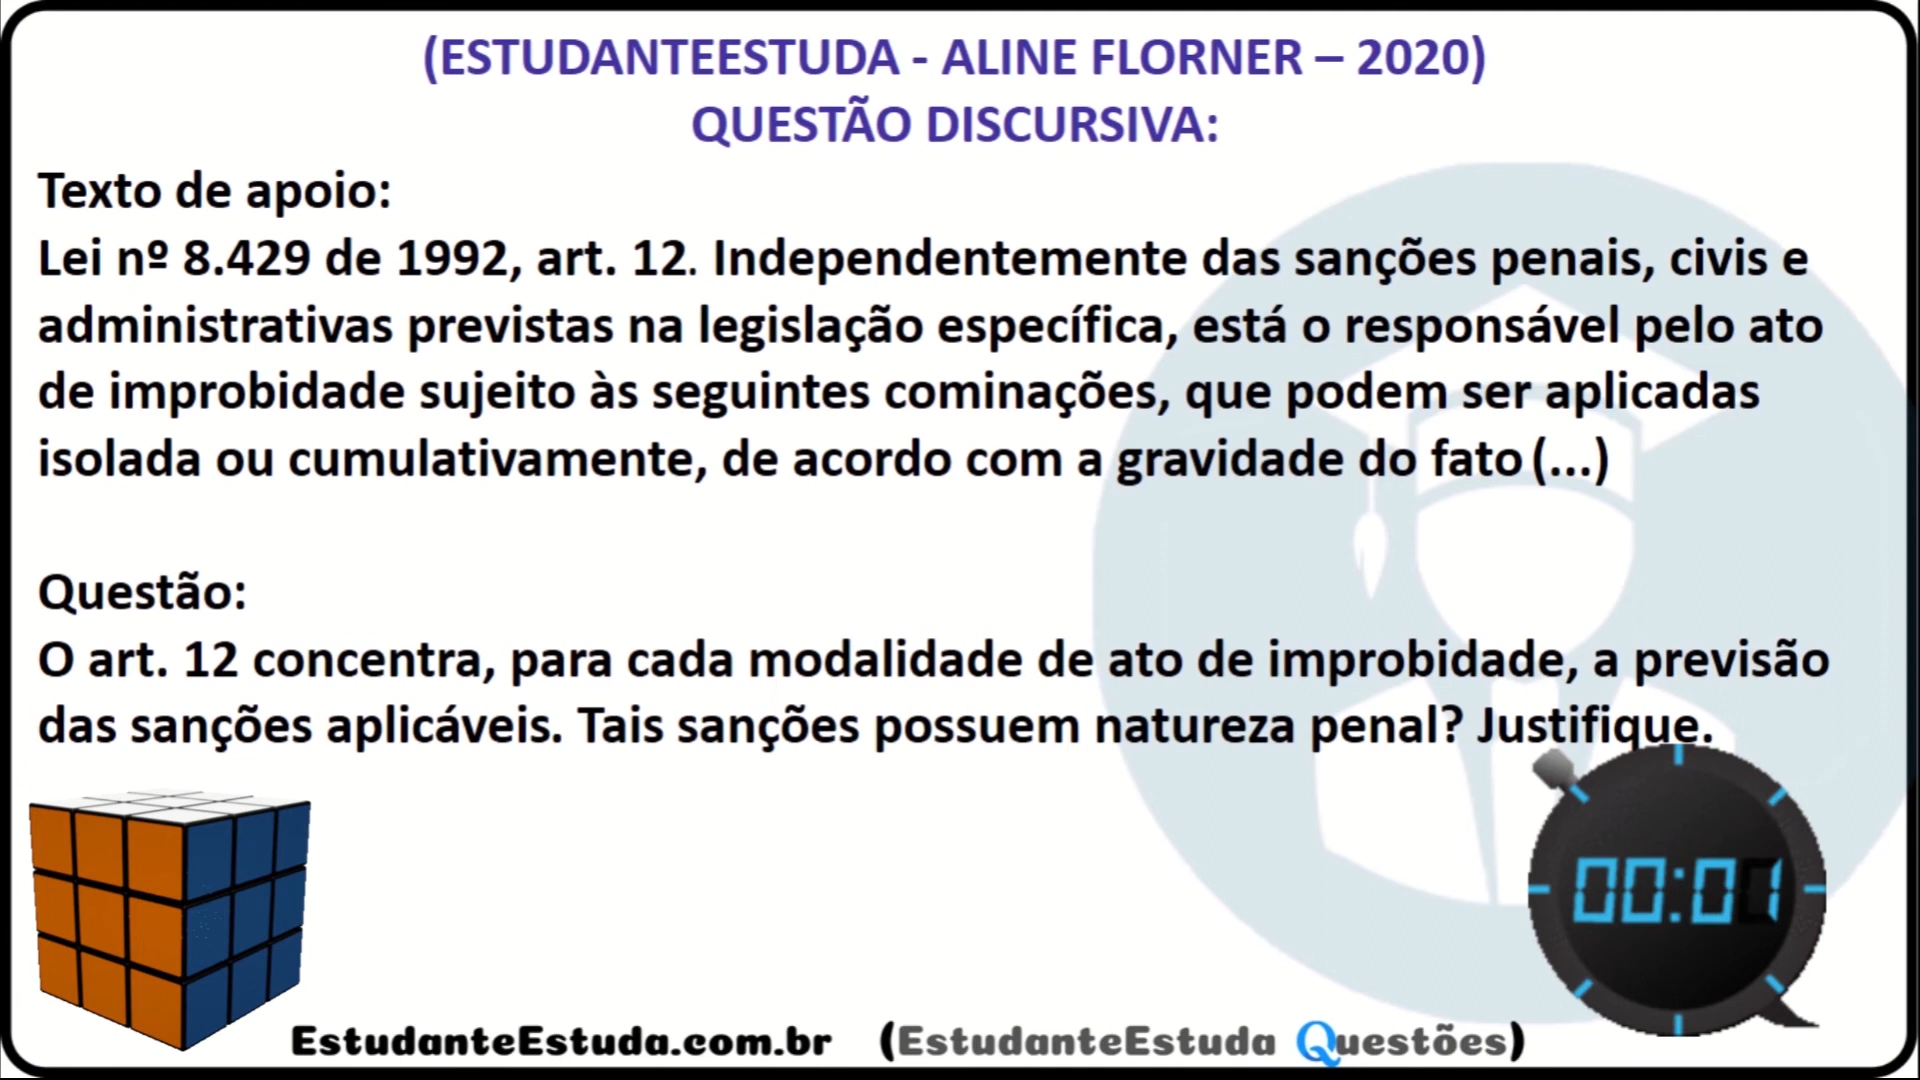 (ESTUDANTEESTUDA - ALINE FLORNER – 2020)
QUESTÃO DISCURSIVA:
Texto de apoio:
Lei nº 8.429 de 1992, art. 12. Independentemente das sanções penais, civis e
administrativas previstas na legislação específica, está o responsável pelo ato
de improbidade sujeito às seguintes cominações, que podem ser aplicadas
isolada ou cumulativamente, de acordo com a gravidade do fato (...)
Questão:
O art. 12 concentra, para cada modalidade de ato de improbidade, a previsão
das sanções aplicáveis. Tais sanções possuem natureza penal? Justifique.
00:01
EstudanteEstuda.com.br (EstudanteEstuda Questões)